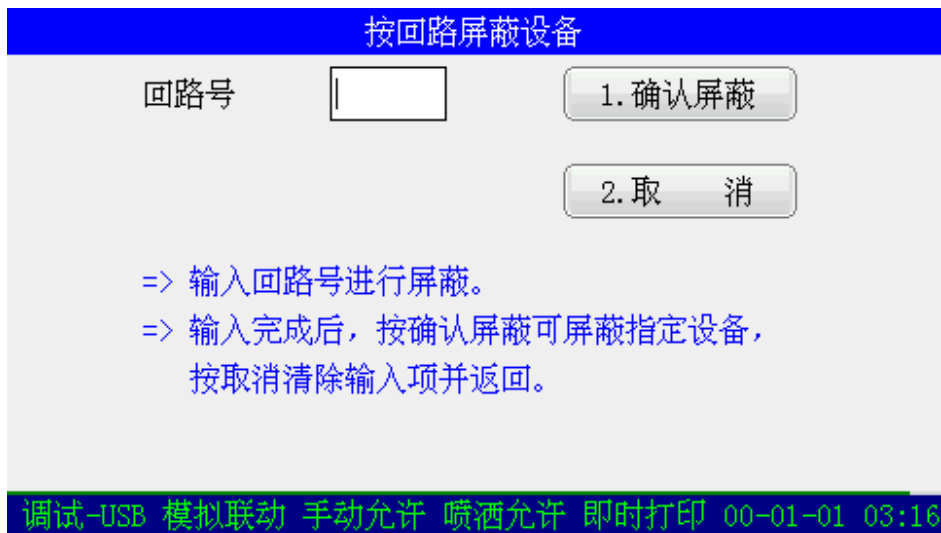 按回路屏蔽设备
回路号 1.确认屏蔽
2.取 消
=> 输入回路号进行屏蔽。
=> 输入完成后，按确认屏蔽可屏蔽指定设备，
按取消清除输入项并返回。
调试-USB 模拟联动 手动允许 喷洒允许 即时打印 00-01-01 03:16